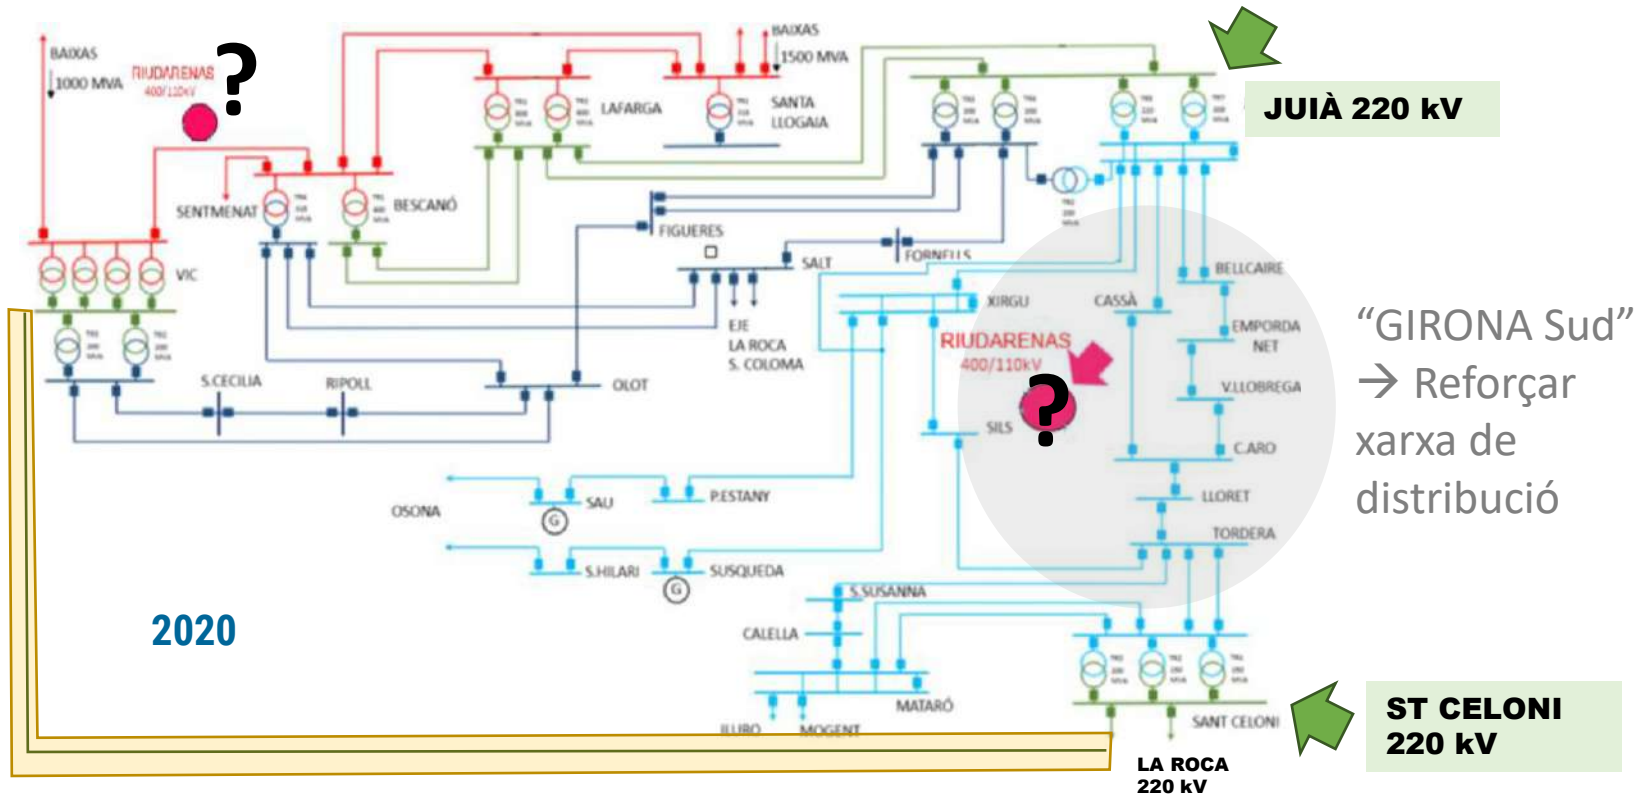 BAIXAS
1000 MVA
RIUDARENAS
400/110kV
?
BAIXAS
1500 MVA
LAFARGA
SANTA
LLOGAIA
JUIÀ 220 kV
SENTMENAT
BESCANÓ
VIC
FIGUERES
SALT
FORNELLS
EJE
LA ROCA
S. COLOMA
S.CECILIA
RIPOLL
OLOT
XIRGU
CASSÀ
BELLCAIRE
EMPORDA
NET
V.LLOBREGA
C.ARO
RIUDARENAS
400/110kV
?
SILS
LLORET
TORDERA
"GIRONA Sud"
→ Reforçar
xarxa de
distribució
OSONA
SAU
P.ESTANY
G
S.HILARI
SUSQUEDA
G
2020
S.SUSANNA
CALELLA
MATARÓ
ILURO
MOGENT
SANT CELONI
ST CELONI
220 kV
LA ROCA
220 kV